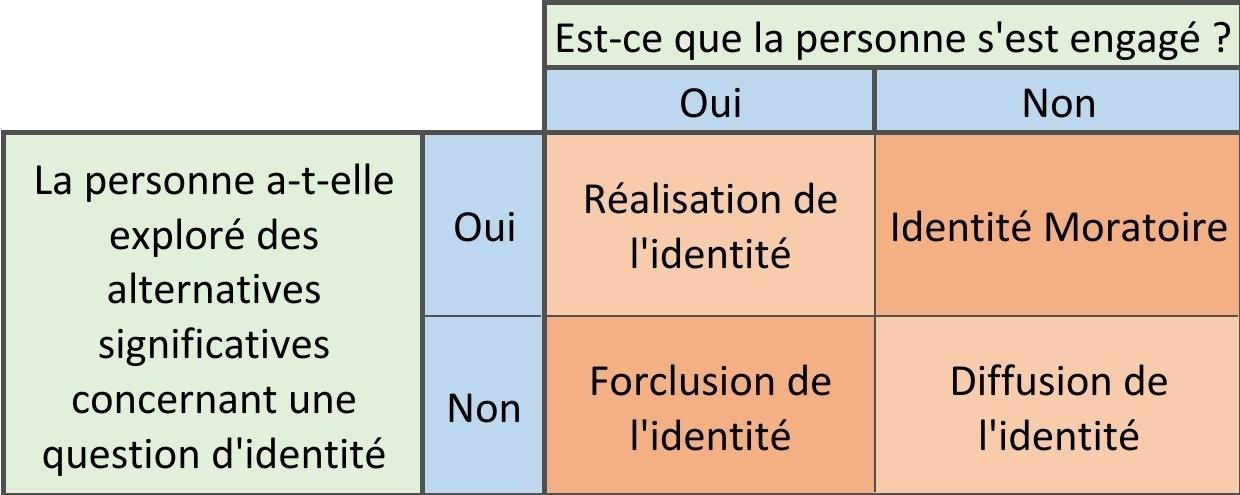 Est-ce que la personne s'est engagé ?
Oui
Non
La personne a-t-elle
exploré des
alternatives
significatives
concernant une
question d'identité
Oui
Réalisation de
l'identité
Identité Moratoire
Non
Forclusion de
l'identité
Diffusion de
l'identité